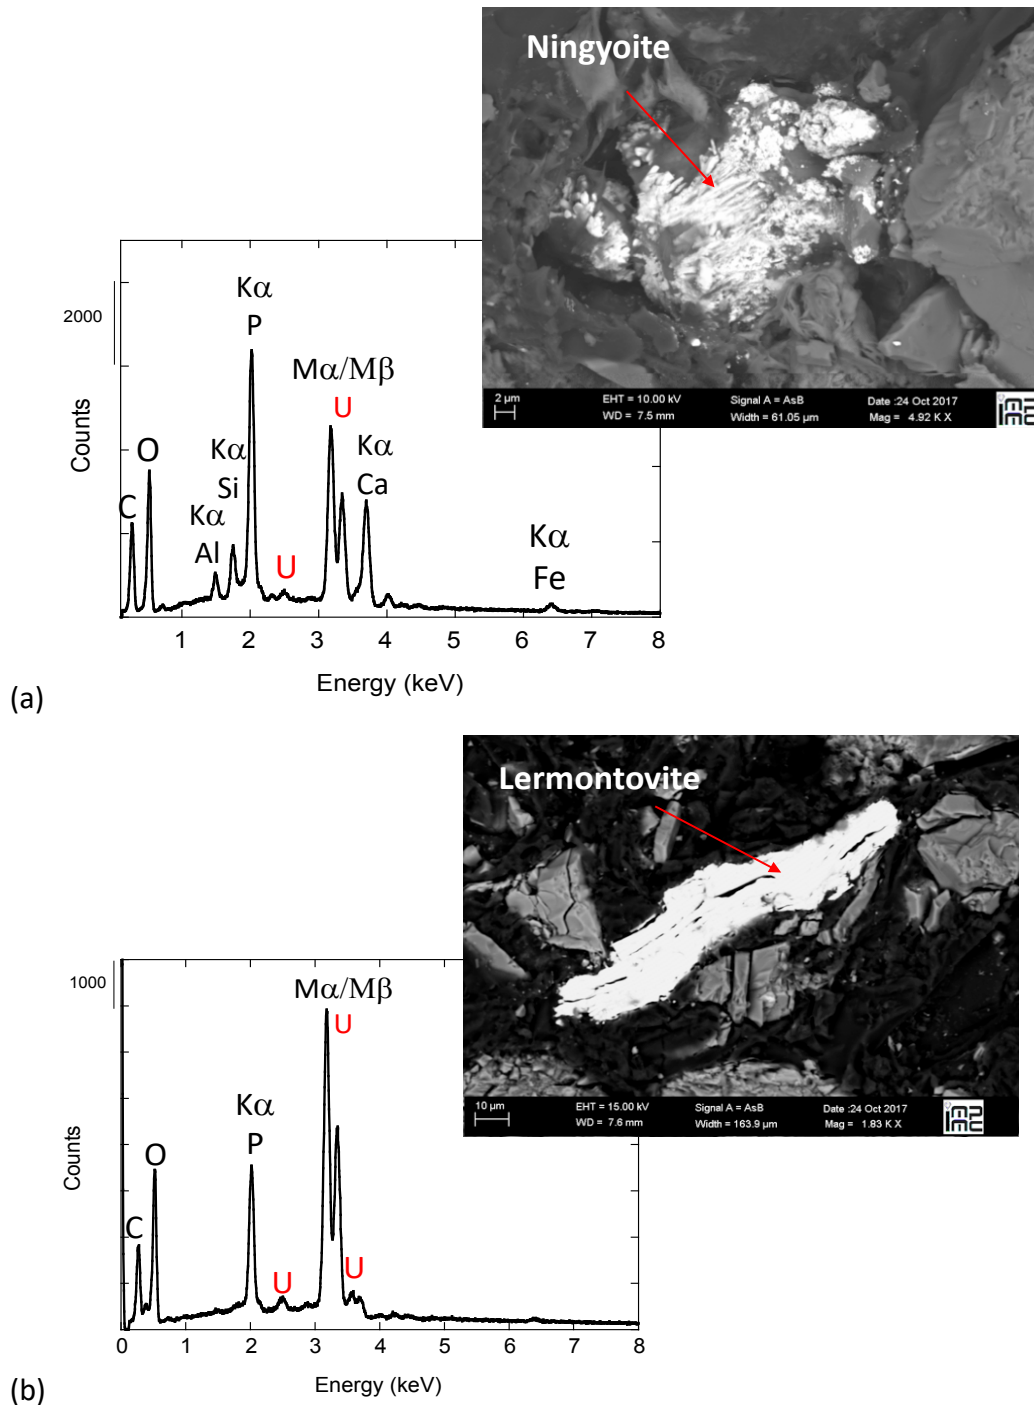 Ningyoite
2 µm
EHT = 10.00 kV
WD = 7.5 mm
Signal A = AsB
Width = 61.05 µm
Date :24 Oct 2017
Mag = 4.92 K X
IMPMC
2000
Counts
C
O
Kα
Al
Kα
Si
Kα
P
U
Mα/Mβ
U
Kα
Ca
Kα
Fe
1 2 3 4 5 6 7 8
Energy (keV)
(a)
Lermontovite
10 µm
EHT = 15.00 kV
WD = 7.6 mm
Signal A = AsB
Width = 163.9 µm
Date :24 Oct 2017
Mag = 1.83 K X
IMPMC
1000
Counts
C
O
Kα
P
U
Mα/Mβ
U
U
0 1 2 3 4 5 6 7 8
Energy (keV)
(b)